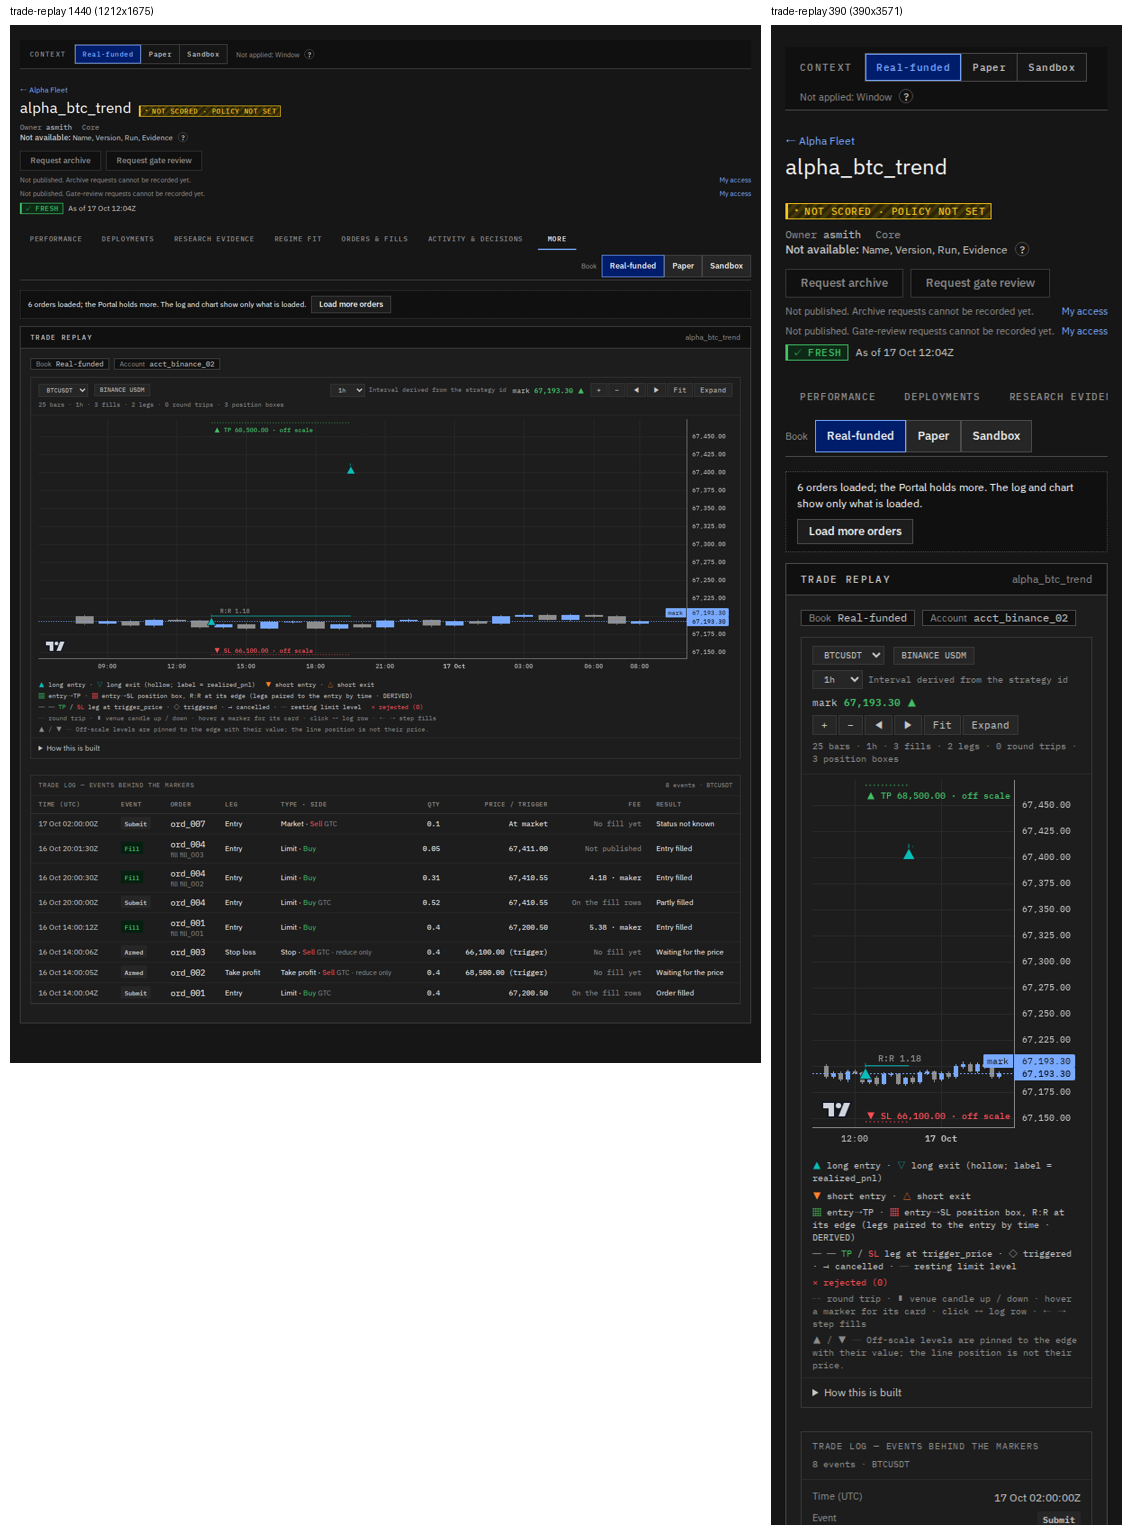 trade-replay 1440 (1212x1675)
CONTEXT Real-funded Paper Sandbox Not applied: Window ?
← Alpha Fleet
alpha_btc_trend NOT SCORED · POLICY NOT SET
Owner asmith Core
Not available: Name, Version, Run, Evidence ?
Request archive Request gate review
Not published. Archive requests cannot be recorded yet. My access
Not published. Gate-review requests cannot be recorded yet. My access
✓ FRESH As of 17 Oct 12:04Z
PERFORMANCE DEPLOYMENTS RESEARCH EVIDENCE REGIME FIT ORDERS & FILLS ACTIVITY & DECISIONS MORE
Book Real-funded Paper Sandbox
6 orders loaded; the Portal holds more. The log and chart show only what is loaded. Load more orders
TRADE REPLAY alpha_btc_trend
Book Real-funded Account acct_binance_02
BTCUSDT BINANCE USDM 1h Interval derived from the strategy id mark 67,193.30 ▲ + − ◀ ▶ Fit Expand
25 bars · 1h · 3 fills · 2 legs · 0 round trips · 3 position boxes
▲ TP 68,500.00 · off scale
67,450.00
67,425.00
67,400.00
67,375.00
67,350.00
67,325.00
67,300.00
67,275.00
67,250.00
67,225.00
R:R 1.18
mark 67,193.30
67,193.30
67,175.00
▼ SL 66,100.00 · off scale
67,150.00
09:00 12:00 15:00 18:00 21:00 17 Oct 03:00 06:00 08:00
▲ long entry · ▽ long exit (hollow; label = realized_pnl) ▼ short entry · △ short exit
▦ entry→TP · ▦ entry→SL position box, R:R at its edge (legs paired to the entry by time · DERIVED)
— — TP / SL leg at trigger_price · ◇ triggered · → cancelled · ┈ resting limit level × rejected (0)
┈ round trip · ▮ venue candle up / down · hover a marker for its card · click ↔ log row · ← → step fills
▲ / ▼ ┈ Off-scale levels are pinned to the edge with their value; the line position is not their price.
▶ How this is built
TRADE LOG — EVENTS BEHIND THE MARKERS 8 events · BTCUSDT
TIME (UTC) EVENT ORDER LEG TYPE · SIDE QTY PRICE / TRIGGER FEE RESULT
17 Oct 02:00:00Z Submit ord_007 Entry Market · Sell GTC 0.1 At market No fill yet Status not known
16 Oct 20:01:30Z Fill ord_004 Entry Limit · Buy 0.05 67,411.00 Not published Entry filled
fill fill_003
16 Oct 20:00:30Z Fill ord_004 Entry Limit · Buy 0.31 67,410.55 4.18 · maker Entry filled
fill fill_002
16 Oct 20:00:00Z Submit ord_004 Entry Limit · Buy GTC 0.52 67,410.55 On the fill rows Partly filled
16 Oct 14:00:12Z Fill ord_001 Entry Limit · Buy 0.4 67,200.50 5.38 · maker Entry filled
fill fill_001
16 Oct 14:00:06Z Armed ord_003 Stop loss Stop · Sell GTC · reduce only 0.4 66,100.00 (trigger) No fill yet Waiting for the price
16 Oct 14:00:05Z Armed ord_002 Take profit Take profit · Sell GTC · reduce only 0.4 68,500.00 (trigger) No fill yet Waiting for the price
16 Oct 14:00:04Z Submit ord_001 Entry Limit · Buy GTC 0.4 67,200.50 On the fill rows Order filled
trade-replay 390 (390x3571)
CONTEXT Real-funded Paper Sandbox
Not applied: Window ?
← Alpha Fleet
alpha_btc_trend
NOT SCORED · POLICY NOT SET
Owner asmith Core
Not available: Name, Version, Run, Evidence ?
Request archive Request gate review
Not published. Archive requests cannot be recorded yet. My access
Not published. Gate-review requests cannot be recorded yet. My access
✓ FRESH As of 17 Oct 12:04Z
PERFORMANCE DEPLOYMENTS RESEARCH EVIDE
Book Real-funded Paper Sandbox
6 orders loaded; the Portal holds more. The log and chart
show only what is loaded.
Load more orders
TRADE REPLAY alpha_btc_trend
Book Real-funded Account acct_binance_02
BTCUSDT BINANCE USDM
1h Interval derived from the strategy id
mark 67,193.30 ▲
+ − ◀ ▶ Fit Expand
25 bars · 1h · 3 fills · 2 legs · 0 round trips ·
3 position boxes
▲ TP 68,500.00 · off scale
67,450.00
67,425.00
67,400.00
67,375.00
67,350.00
67,325.00
67,300.00
67,275.00
67,250.00
67,225.00
R:R 1.18 mark 67,193.30
67,193.30
67,175.00
▼ SL 66,100.00 · off scale
67,150.00
12:00 17 Oct
▲ long entry · ▽ long exit (hollow; label =
realized_pnl)
▼ short entry · △ short exit
▦ entry→TP · ▦ entry→SL position box, R:R at
its edge (legs paired to the entry by time ·
DERIVED)
— — TP / SL leg at trigger_price · ◇ triggered
· → cancelled · ┈ resting limit level
× rejected (0)
┈ round trip · ▮ venue candle up / down · hover
a marker for its card · click ↔ log row · ← →
step fills
▲ / ▼ ┈ Off-scale levels are pinned to the edge
with their value; the line position is not their
price.
▶ How this is built
TRADE LOG — EVENTS BEHIND THE MARKERS
8 events · BTCUSDT
Time (UTC) 17 Oct 02:00:00Z
Event Submit